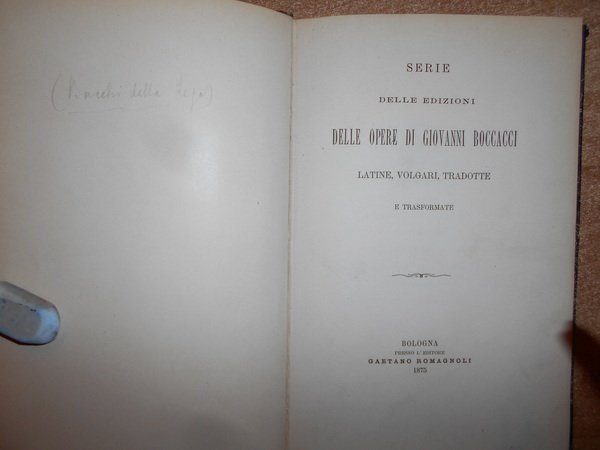 (Bacchi della Lega)
SERIE
DELLE EDIZIONI
DELLE OPERE DI GIOVANNI BOCCACCI
LATINE, VOLGARI, TRADOTTE
E TRASFORMATE
BOLOGNA
PRESSO L' EDITORE
GAETANO ROMAGNOLI
1875